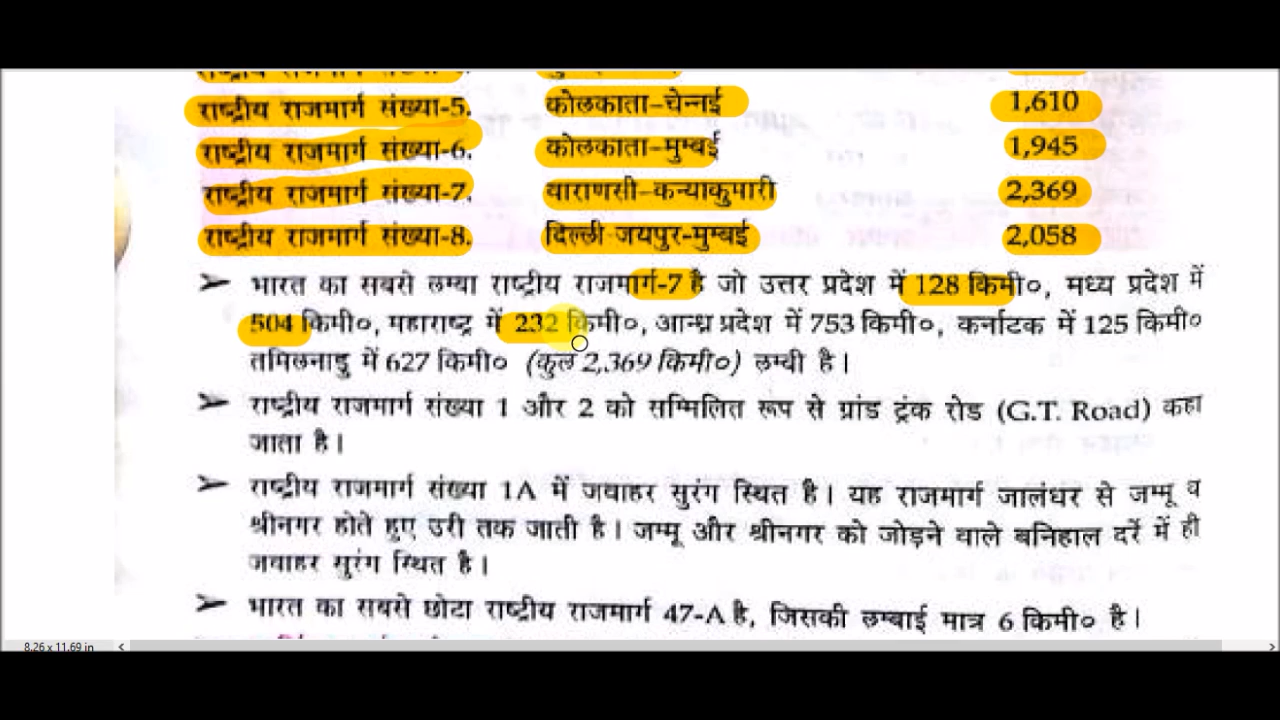 राष्ट्रीय राजमार्ग संख्या-5. कोलकाता–चेन्नई 1,610
राष्ट्रीय राजमार्ग संख्या-6. कोलकाता–मुम्बई 1,945
राष्ट्रीय राजमार्ग संख्या-7. वाराणसी–कन्याकुमारी 2,369
राष्ट्रीय राजमार्ग संख्या-8. दिल्ली-जयपुर-मुम्बई 2,058
➢ भारत का सबसे लम्बा राष्ट्रीय राजमार्ग-7 है जो उत्तर प्रदेश में 128 किमी०, मध्य प्रदेश में
504 किमी०, महाराष्ट्र में 232 किमी०, आन्ध्र प्रदेश में 753 किमी०, कर्नाटक में 125 किमी०
तमिलनाडु में 627 किमी० (कुल 2,369 किमी०) लम्बी है।
➢ राष्ट्रीय राजमार्ग संख्या 1 और 2 को सम्मिलित रूप से ग्रांड ट्रंक रोड (G.T. Road) कहा
जाता है।
➢ राष्ट्रीय राजमार्ग संख्या 1A में जवाहर सुरंग स्थित है। यह राजमार्ग जालंधर से जम्मू व
श्रीनगर होते हुए उरी तक जाती है। जम्मू और श्रीनगर को जोड़ने वाले बनिहाल दर्रे में ही
जवाहर सुरंग स्थित है।
➢ भारत का सबसे छोटा राष्ट्रीय राजमार्ग 47-A है, जिसकी लम्बाई मात्र 6 किमी० है।
8.26 x 11.69 in